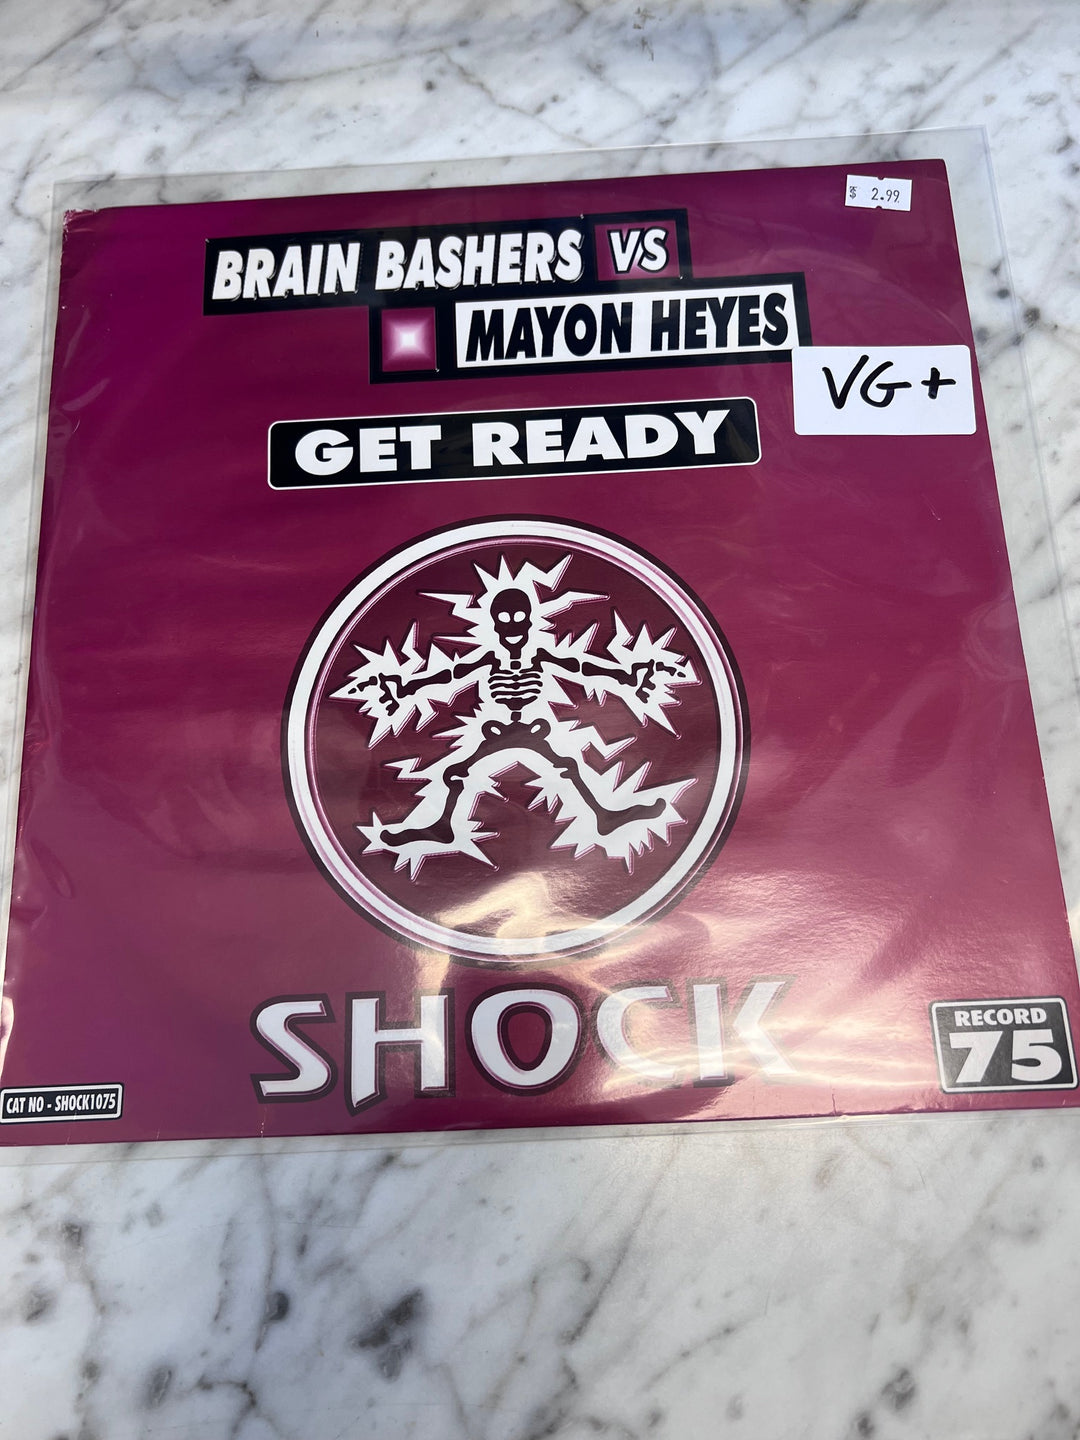 $ 2.99
BRAIN BASHERS VS
MAYON HEYES
VG+
GET READY
SHOCK
RECORD
75
CAT NO - SHOCK1075